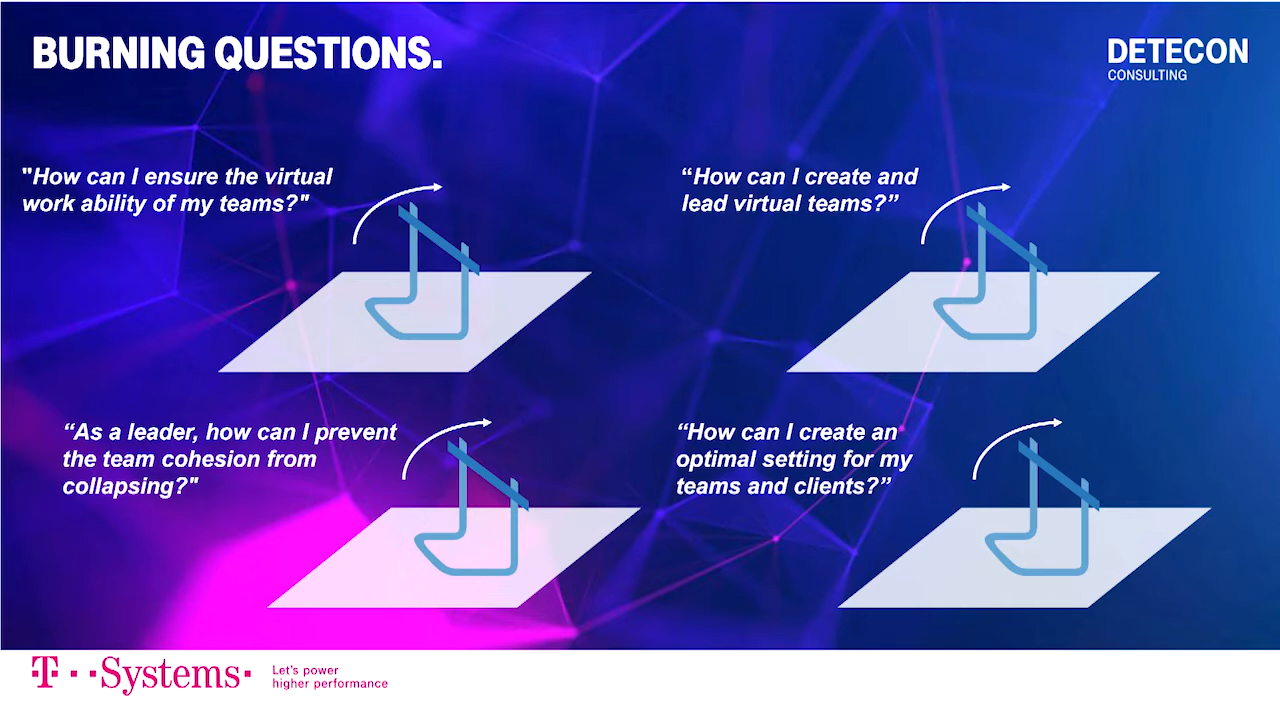 BURNING QUESTIONS.
DETECON
CONSULTING
"How can I ensure the virtual
work ability of my teams?"
“How can I create and
lead virtual teams?”
“As a leader, how can I prevent
the team cohesion from
collapsing?"
“How can I create an
optimal setting for my
teams and clients?”
T··Systems·
Let's power
higher performance